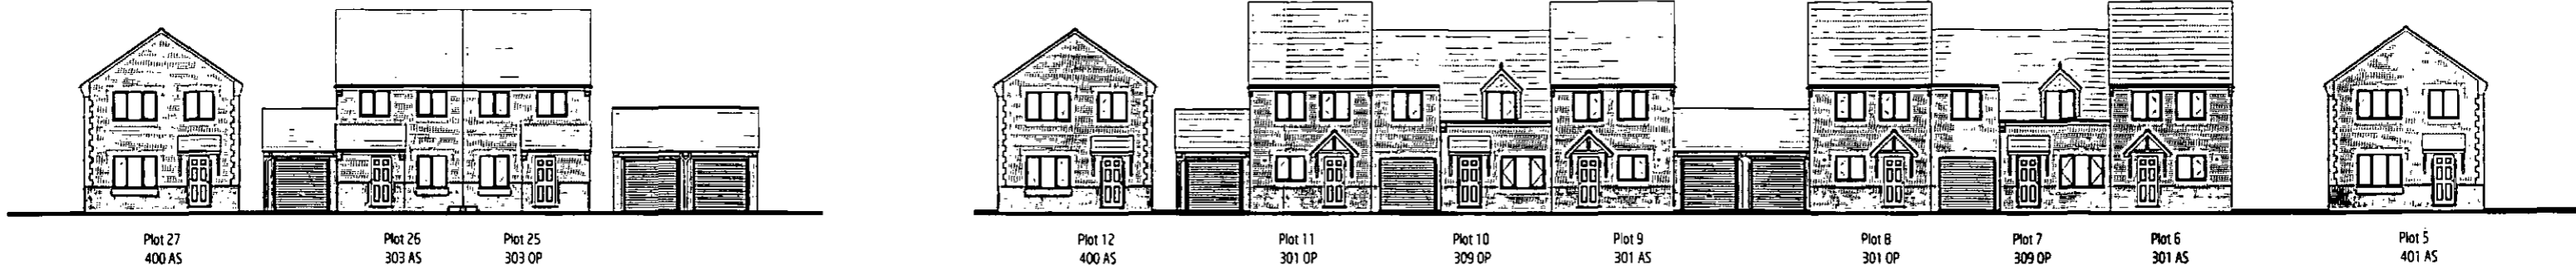 Plot 27
400 AS
Plot 26
303 AS
Plot 25
303 OP
Plot 12
400 AS
Plot 11
301 OP
Plot 10
309 OP
Plot 9
301 AS
Plot 8
301 OP
Plot 7
309 OP
Plot 6
301 AS
Plot 5
401 AS